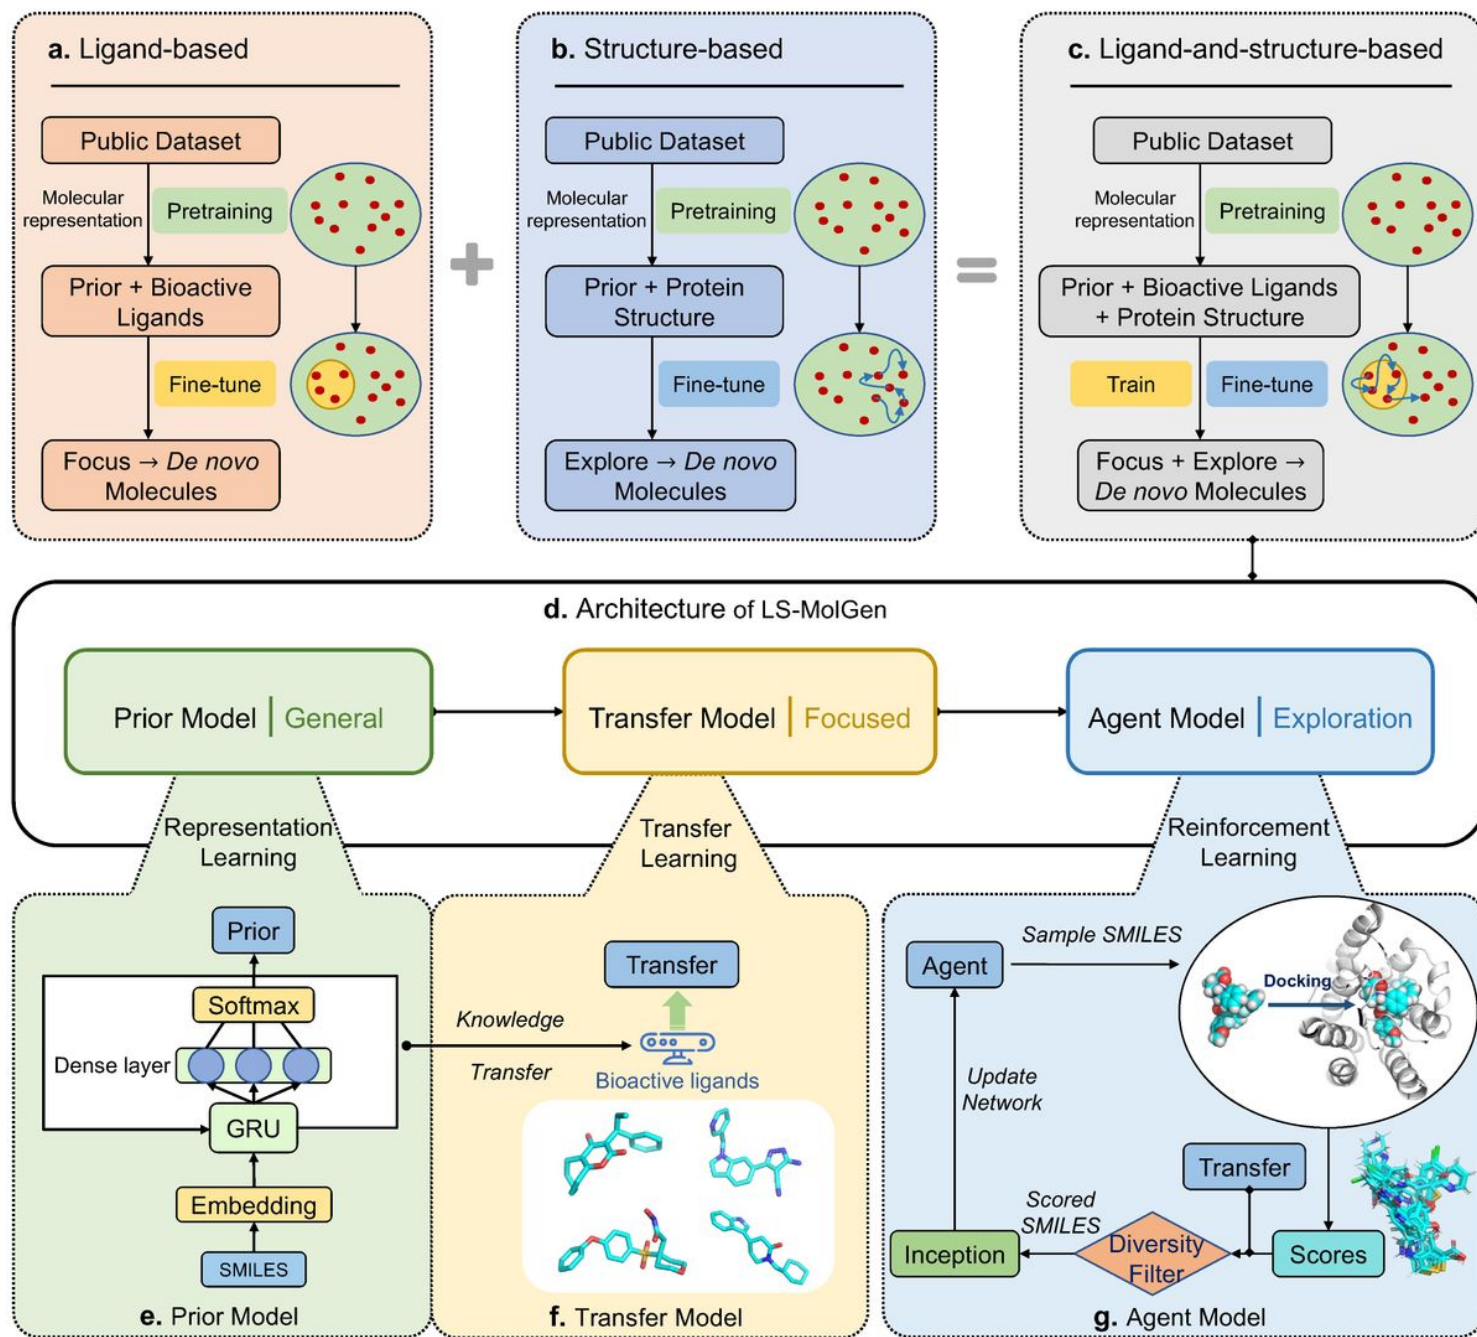 a. Ligand-based
Public Dataset
Molecular
representation
Pretraining
Prior + Bioactive
Ligands
Fine-tune
Focus → De novo
Molecules
b. Structure-based
Public Dataset
Molecular
representation
Pretraining
Prior + Protein
Structure
Fine-tune
Explore → De novo
Molecules
c. Ligand-and-structure-based
Public Dataset
Molecular
representation
Pretraining
Prior + Bioactive Ligands
+ Protein Structure
Train
Fine-tune
Focus + Explore →
De novo Molecules
d. Architecture of LS-MolGen
Prior Model | General
Transfer Model | Focused
Agent Model | Exploration
Representation
Learning
Transfer
Learning
Reinforcement
Learning
Prior
Softmax
Dense layer
GRU
Embedding
SMILES
e. Prior Model
Knowledge
Transfer
Transfer
Bioactive ligands
f. Transfer Model
Agent
Sample SMILES
Docking
Update
Network
Transfer
Scored
SMILES
Inception
Diversity
Filter
Scores
g. Agent Model